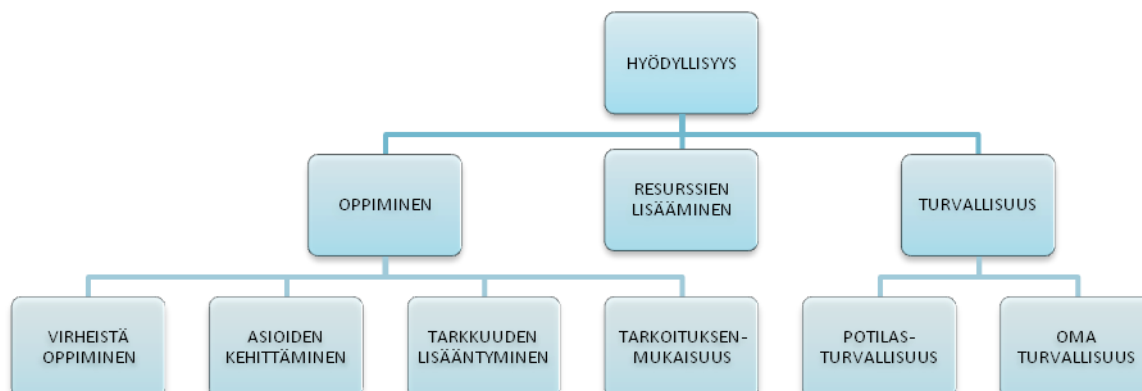 HYÖDYLLISYYS
OPPIMINEN
RESURSSIEN
LISÄÄMINEN
TURVALLISUUS
VIRHEISTÄ
OPPIMINEN
ASIOIDEN
KEHITTÄMINEN
TARKKUUDEN
LISÄÄNTYMINEN
TARKOITUKSEN-
MUKAISUUS
POTILAS-
TURVALLISUUS
OMA
TURVALLISUUS